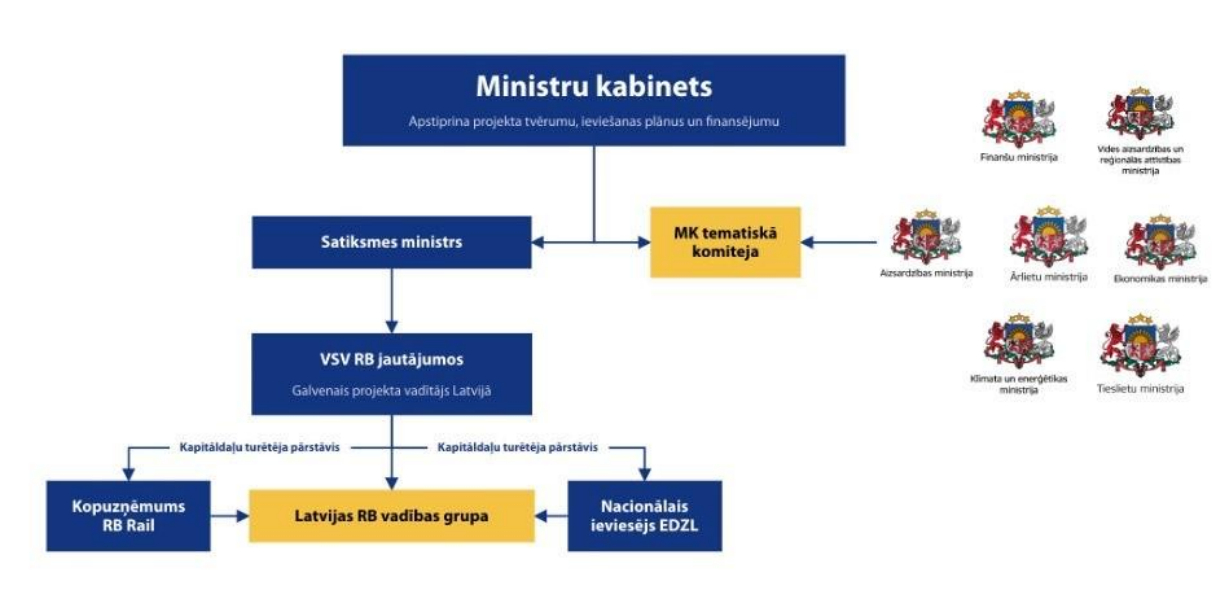 Ministru kabinets
Apstiprina projekta tvērumu, ieviešanas plānus un finansējumu
Finanšu ministrija
Vides aizsardzības un
reģionālās attīstības
ministrija
Satiksmes ministrs
MK tematiskā
komiteja
Aizsardzības ministrija
Ārlietu ministrija
Ekonomikas ministrija
VSV RB jautājumos
Galvenais projekta vadītājs Latvijā
Klimata un enerģētikas
ministrija
Tieslietu ministrija
Kapitāldaļu turētēja pārstāvis
Kapitāldaļu turētēja pārstāvis
Kopuzņēmums
RB Rail
Latvijas RB vadības grupa
Nacionālais
ieviesējs EDZL